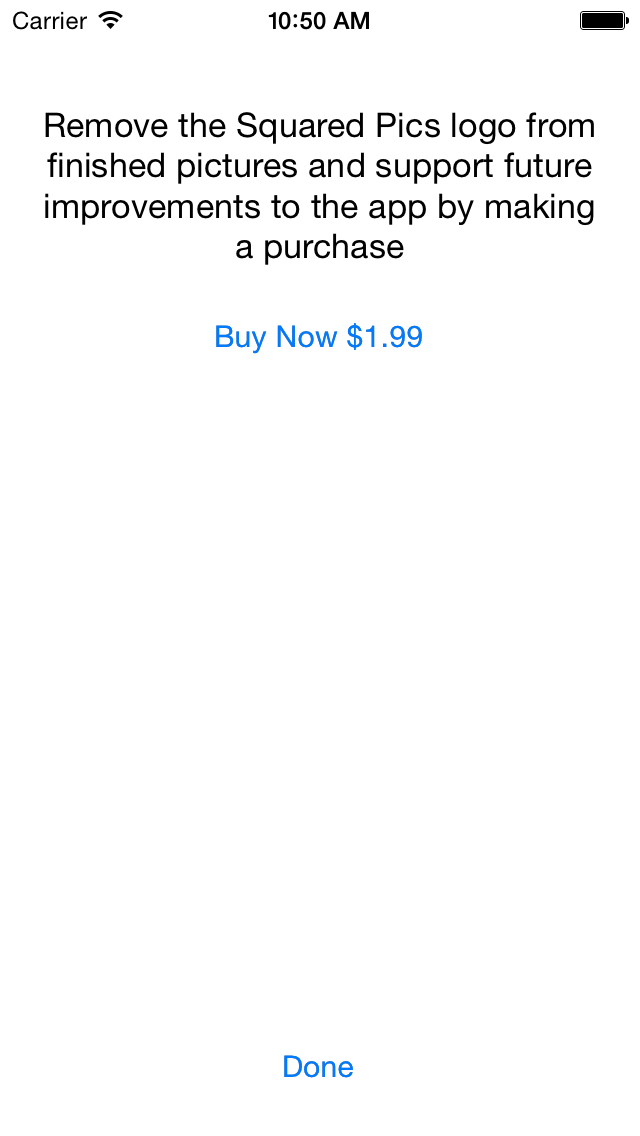 Carrier 10:50 AM
Remove the Squared Pics logo from
finished pictures and support future
improvements to the app by making
a purchase
Buy Now $1.99
Done